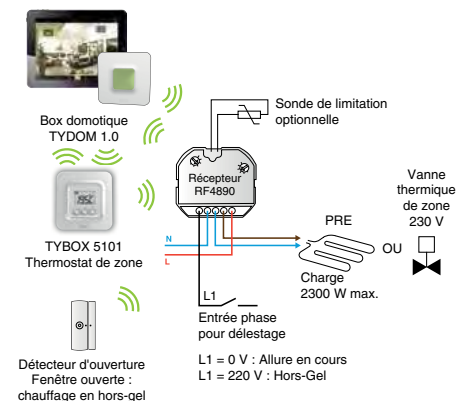 Box domotique
TYDOM 1.0
Sonde de limitation
optionnelle
Récepteur
RF4890
TYBOX 5101
Thermostat de zone
N
L
PRE
OU
Vanne
thermique
de zone
230 V
Charge
2300 W max.
L1
Entrée phase
pour délestage
L1 = 0 V : Allure en cours
L1 = 220 V : Hors-Gel
Détecteur d'ouverture
Fenêtre ouverte :
chauffage en hors-gel